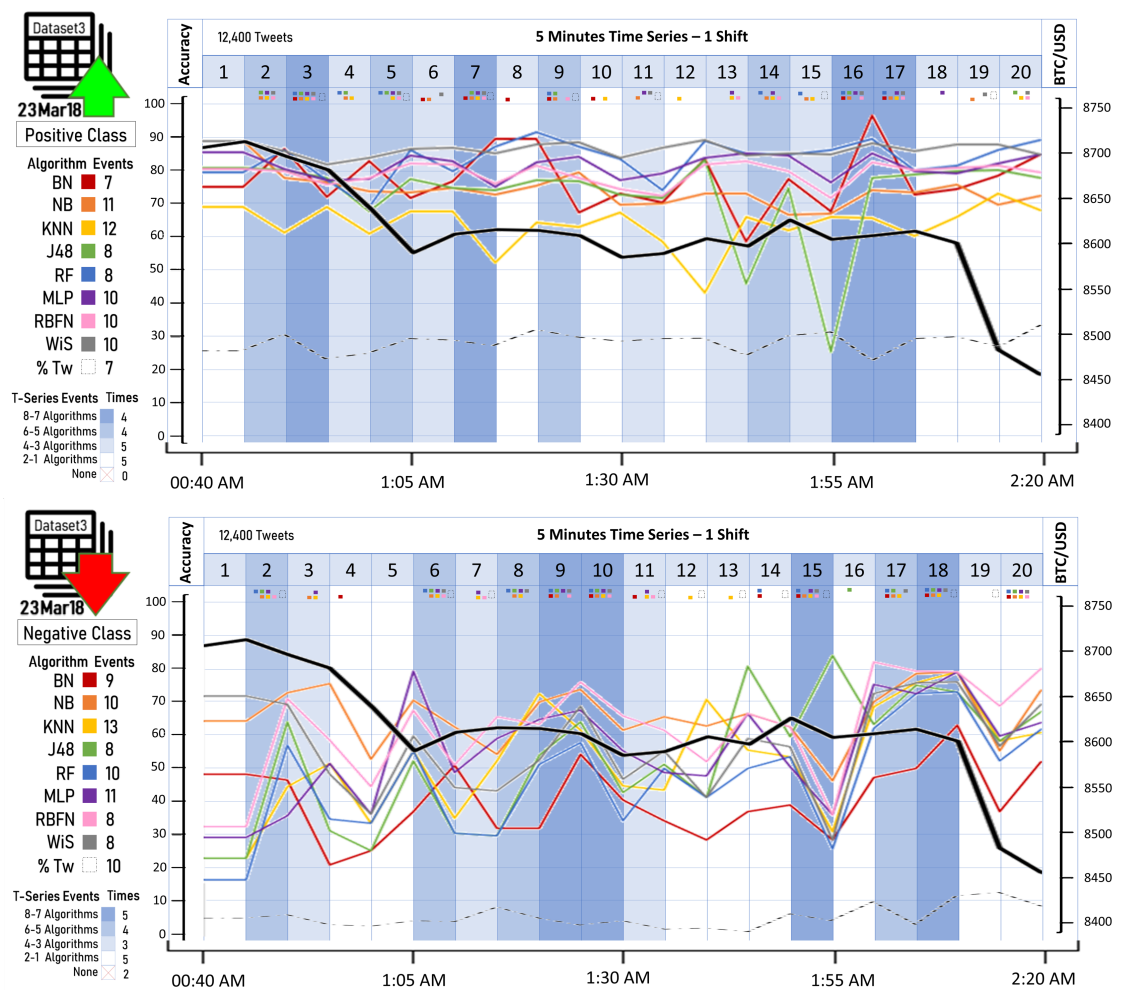 Dataset3
23Mar18
Positive Class
Algorithm Events
BN 7
NB 11
KNN 12
J48 8
RF 8
MLP 10
RBFN 10
WiS 10
% Tw 7
T-Series Events Times
8-7 Algorithms 4
6-5 Algorithms 4
4-3 Algorithms 5
2-1 Algorithms 5
None 0
Accuracy
12,400 Tweets
5 Minutes Time Series – 1 Shift
BTC/USD
1 2 3 4 5 6 7 8 9 10 11 12 13 14 15 16 17 18 19 20
100
90
80
70
60
50
40
30
20
10
0
8750
8700
8650
8600
8550
8500
8450
8400
00:40 AM 1:05 AM 1:30 AM 1:55 AM 2:20 AM
Dataset3
23Mar18
Negative Class
Algorithm Events
BN 9
NB 10
KNN 13
J48 8
RF 10
MLP 11
RBFN 8
WiS 8
% Tw 10
T-Series Events Times
8-7 Algorithms 5
6-5 Algorithms 4
4-3 Algorithms 3
2-1 Algorithms 5
None 2
Accuracy
12,400 Tweets
5 Minutes Time Series – 1 Shift
BTC/USD
1 2 3 4 5 6 7 8 9 10 11 12 13 14 15 16 17 18 19 20
100
90
80
70
60
50
40
30
20
10
0
8750
8700
8650
8600
8550
8500
8450
8400
00:40 AM 1:05 AM 1:30 AM 1:55 AM 2:20 AM